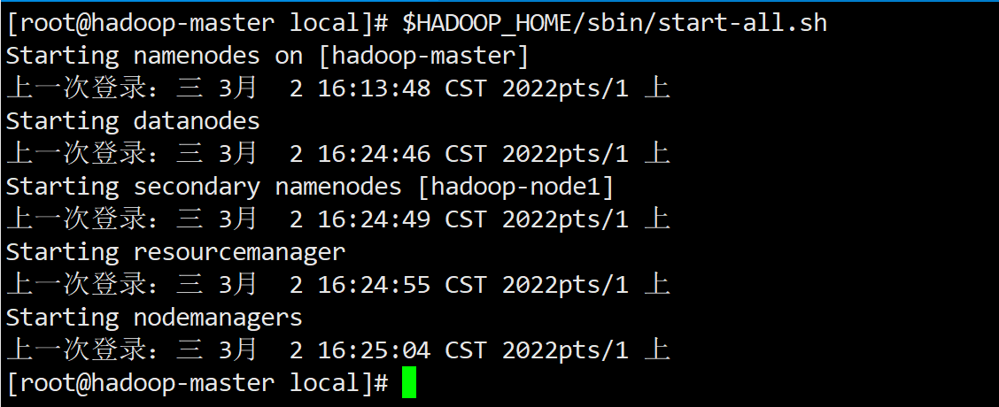 [root@hadoop-master local]# $HADOOP_HOME/sbin/start-all.sh
Starting namenodes on [hadoop-master]
上一次登录：三 3月  2 16:13:48 CST 2022pts/1 上
Starting datanodes
上一次登录：三 3月  2 16:24:46 CST 2022pts/1 上
Starting secondary namenodes [hadoop-node1]
上一次登录：三 3月  2 16:24:49 CST 2022pts/1 上
Starting resourcemanager
上一次登录：三 3月  2 16:24:55 CST 2022pts/1 上
Starting nodemanagers
上一次登录：三 3月  2 16:25:04 CST 2022pts/1 上
[root@hadoop-master local]#